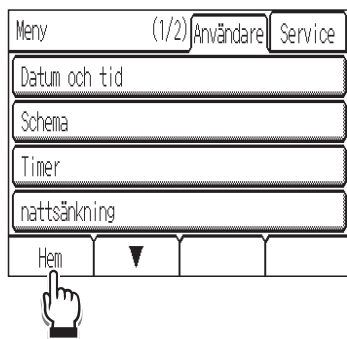 Meny (1/2) Användare Service
Datum och tid
Schema
Timer
nattsänkning
Hem ▼